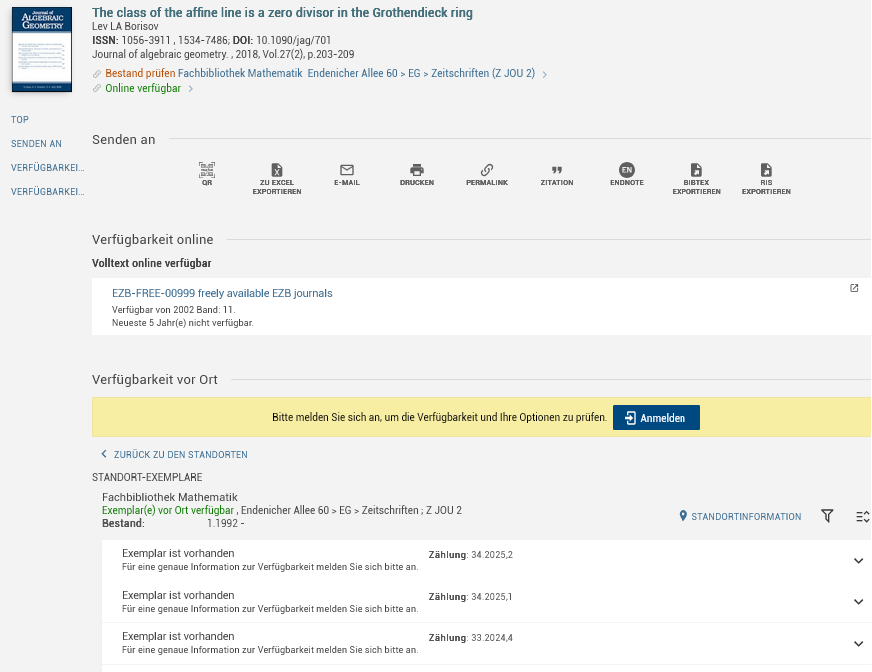 Journal of
ALGEBRAIC
GEOMETRY
The class of the affine line is a zero divisor in the Grothendieck ring
Lev LA Borisov
ISSN: 1056-3911 , 1534-7486; DOI: 10.1090/jag/701
Journal of algebraic geometry. , 2018, Vol.27(2), p.203-209
Bestand prüfen Fachbibliothek Mathematik Endenicher Allee 60 > EG > Zeitschriften (Z JOU 2)
Online verfügbar
TOP
SENDEN AN
VERFÜGBARKEI...
VERFÜGBARKEI...
Senden an
QR
ZU EXCEL EXPORTIEREN
E-MAIL
DRUCKEN
PERMALINK
ZITATION
EN
ENDNOTE
BIBTEX EXPORTIEREN
RIS EXPORTIEREN
Verfügbarkeit online
Volltext online verfügbar
EZB-FREE-00999 freely available EZB journals
Verfügbar von 2002 Band: 11.
Neueste 5 Jahr(e) nicht verfügbar.
Verfügbarkeit vor Ort
Bitte melden Sie sich an, um die Verfügbarkeit und Ihre Optionen zu prüfen. Anmelden
ZURÜCK ZU DEN STANDORTEN
STANDORT-EXEMPLARE
Fachbibliothek Mathematik
Exemplar(e) vor Ort verfügbar , Endenicher Allee 60 > EG > Zeitschriften ; Z JOU 2
Bestand: 1.1992 -
STANDORTINFORMATION
Exemplar ist vorhanden Zählung: 34.2025,2
Für eine genaue Information zur Verfügbarkeit melden Sie sich bitte an.
Exemplar ist vorhanden Zählung: 34.2025,1
Für eine genaue Information zur Verfügbarkeit melden Sie sich bitte an.
Exemplar ist vorhanden Zählung: 33.2024,4
Für eine genaue Information zur Verfügbarkeit melden Sie sich bitte an.